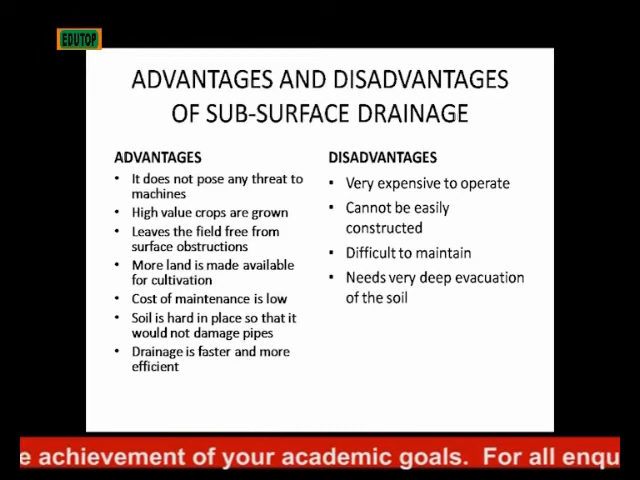 EDUTOP
ADVANTAGES AND DISADVANTAGES
OF SUB-SURFACE DRAINAGE
ADVANTAGES
• It does not pose any threat to
machines
• High value crops are grown
• Leaves the field free from
surface obstructions
• More land is made available
for cultivation
• Cost of maintenance is low
• Soil is hard in place so that it
would not damage pipes
• Drainage is faster and more
efficient
DISADVANTAGES
• Very expensive to operate
• Cannot be easily
constructed
• Difficult to maintain
• Needs very deep evacuation
of the soil
e achievement of your academic goals. For all enqu